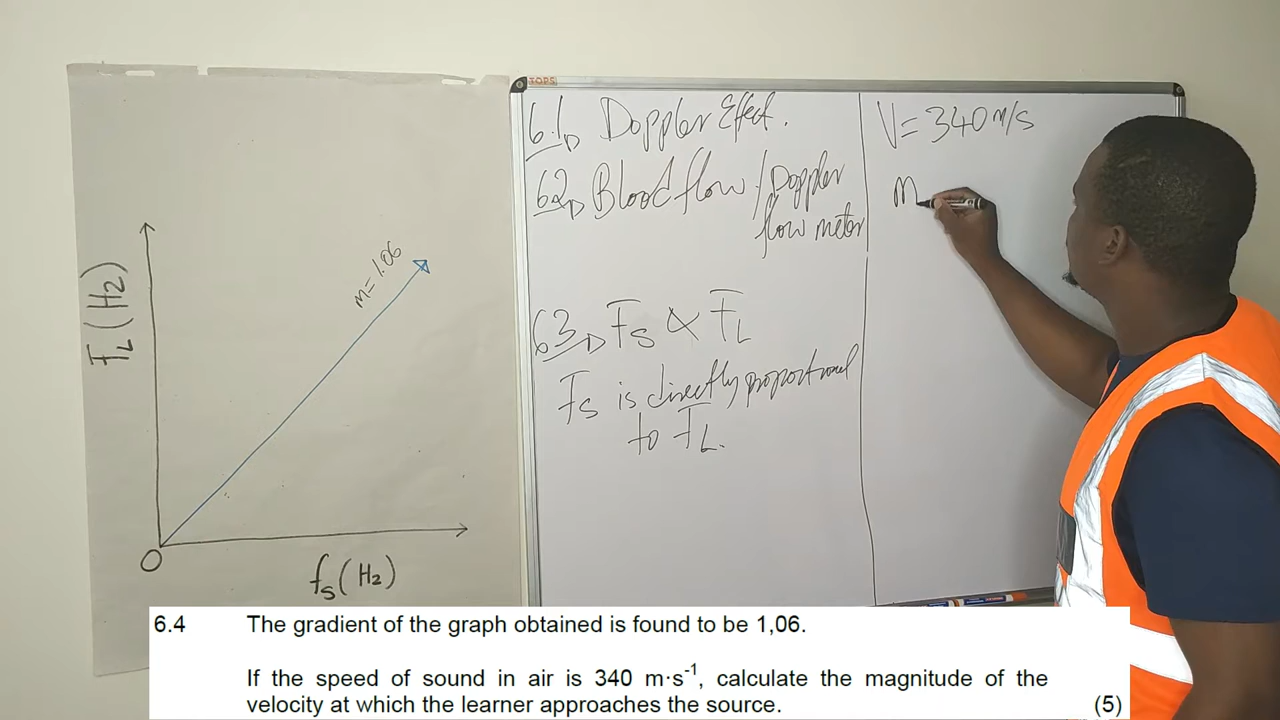 TOPS
6.1 Doppler Effect.
6.2 Blood flow / Doppler
flow meter
6.3 Fs ∝ FL
Fs is directly proportional
to FL.
V = 340 m/s
m
m = 1.06
FL (Hz)
O
fs (Hz)
6.4 The gradient of the graph obtained is found to be 1,06.
If the speed of sound in air is 340 m·s⁻¹, calculate the magnitude of the
velocity at which the learner approaches the source. (5)